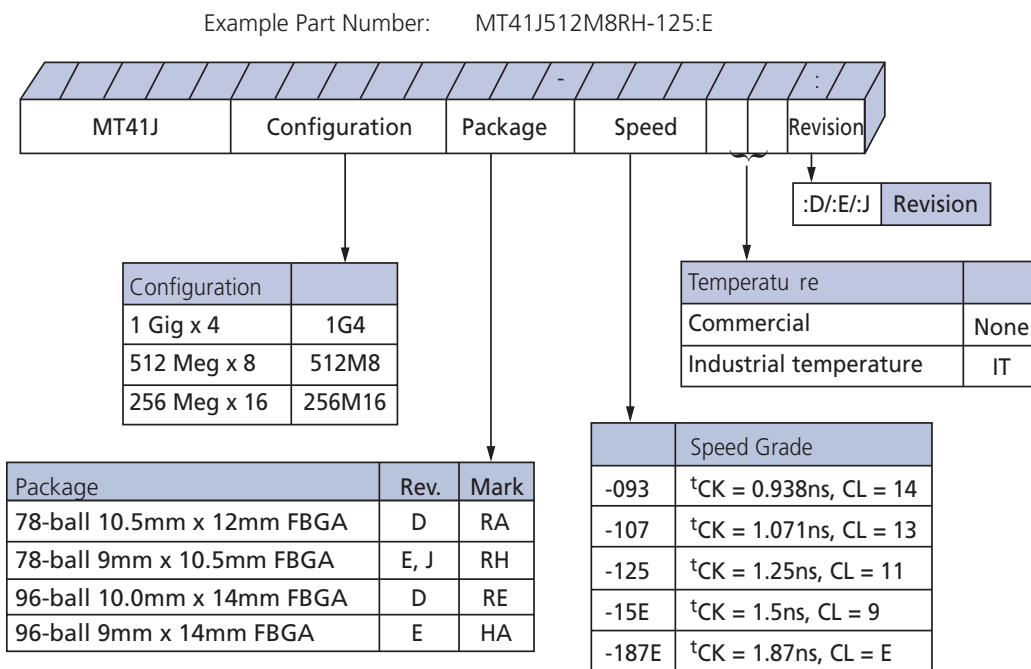 Example Part Number: MT41J512M8RH-125:E
- :
MT41J Configuration Package Speed Revision
:D/:E/:J Revision
Configuration
1 Gig x 4 1G4
512 Meg x 8 512M8
256 Meg x 16 256M16
Temperatu re
Commercial None
Industrial temperature IT
Package Rev. Mark
78-ball 10.5mm x 12mm FBGA D RA
78-ball 9mm x 10.5mm FBGA E, J RH
96-ball 10.0mm x 14mm FBGA D RE
96-ball 9mm x 14mm FBGA E HA
Speed Grade
-093 tCK = 0.938ns, CL = 14
-107 tCK = 1.071ns, CL = 13
-125 tCK = 1.25ns, CL = 11
-15E tCK = 1.5ns, CL = 9
-187E tCK = 1.87ns, CL = E